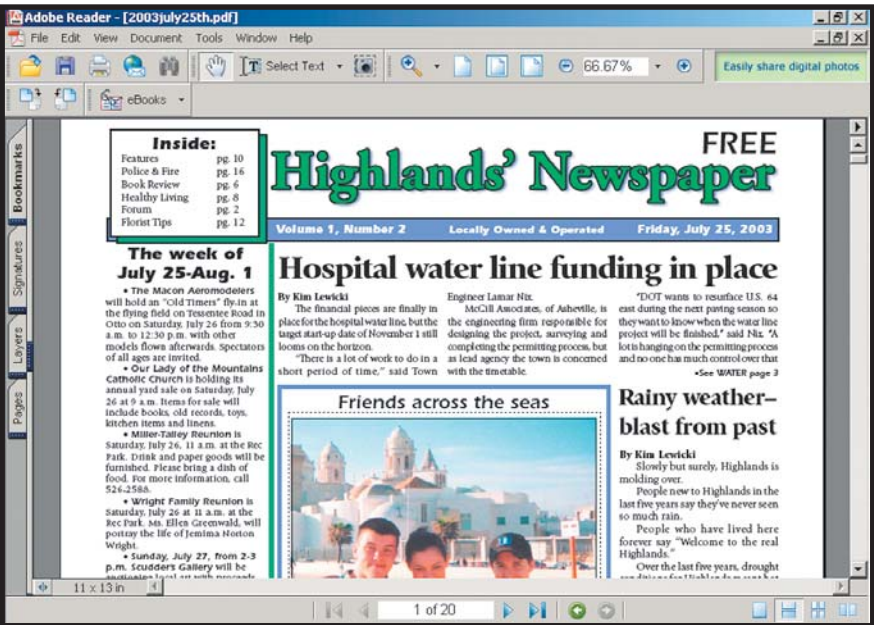 Adobe Reader - [2003july25th.pdf]
File Edit View Document Tools Window Help
Select Text
66.67%
Easily share digital photos
eBooks
Bookmarks
Signatures
Layers
Pages
Inside:
Features pg. 10
Police & Fire pg. 16
Book Review pg. 6
Healthy Living pg. 8
Forum pg. 2
Florist Tips pg. 12
FREE
Highlands' Newspaper
Volume 1, Number 2 Locally Owned & Operated Friday, July 25, 2003
The week of
July 25-Aug. 1
• The Macon Aeromodelers
will hold an "Old Timers" fly-in at
the flying field on Tessentee Road in
Otto on Saturday, July 26 from 9:30
a.m. to 12:30 p.m. with other
models flown afterwards. Spectators
of all ages are invited.
• Our Lady of the Mountains
Catholic Church is holding its
annual yard sale on Saturday, July
26 at 9 a.m. Items for sale will
include books, old records, toys,
kitchen items and linens.
• Miller-Talley Reunion is
Saturday, July 26, 11 a.m. at the Rec
Park. Drink and paper goods will be
furnished. Please bring a dish of
food. For more information, call
526-2588.
• Wright Family Reunion is
Saturday, July 26 at 11 a.m. at the
Rec Park. Ms. Ellen Greenwald, will
portray the life of Jemima Norton
Wright.
• Sunday, July 27, from 2-3
p.m. Scudders Gallery will be
Hospital water line funding in place
By Kim Lewicki
The financial pieces are finally in
place for the hospital water line, but the
target start-up date of November 1 still
looms on the horizon.
"There is a lot of work to do in a
short period of time," said Town
Engineer Lamar Nix.
McGill Associates, of Asheville, is
the engineering firm responsible for
designing the project, surveying and
completing the permitting process, but
as lead agency the town is concerned
with the timetable.
"DOT wants to resurface U.S. 64
east during the next paving season so
they want to know when the water line
project will be finished," said Nix. "A
lot is hanging on the permitting process
and no one has much control over that
•See WATER page 3
Friends across the seas
Rainy weather–
blast from past
By Kim Lewicki
Slowly but surely, Highlands is
molding over.
People new to Highlands in the
last five years say they've never seen
so much rain.
People who have lived here
forever say "Welcome to the real
Highlands."
Over the last five years, drought
11 x 13 in
1 of 20